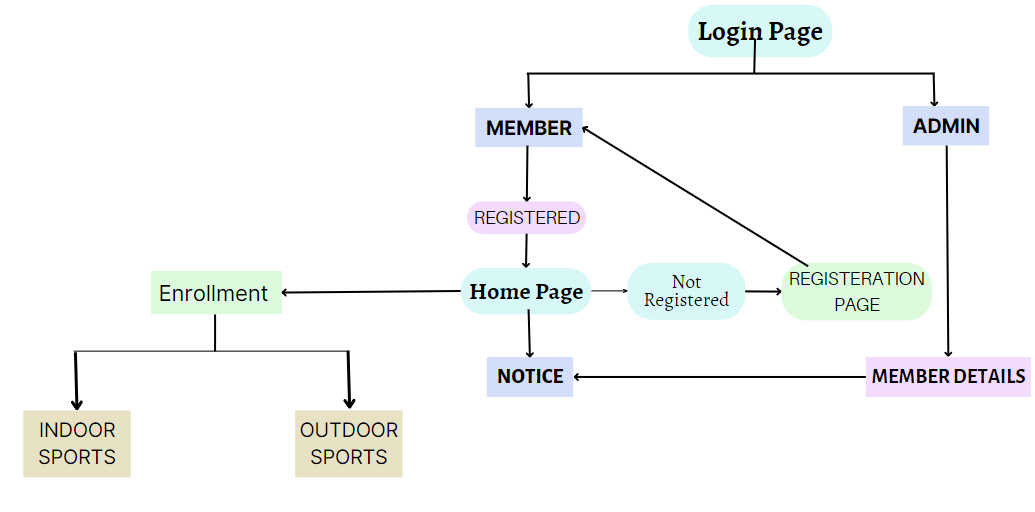 Login Page
MEMBER
ADMIN
REGISTERED
Enrollment
Home Page
Not
Registered
REGISTERATION
PAGE
NOTICE
MEMBER DETAILS
INDOOR
SPORTS
OUTDOOR
SPORTS